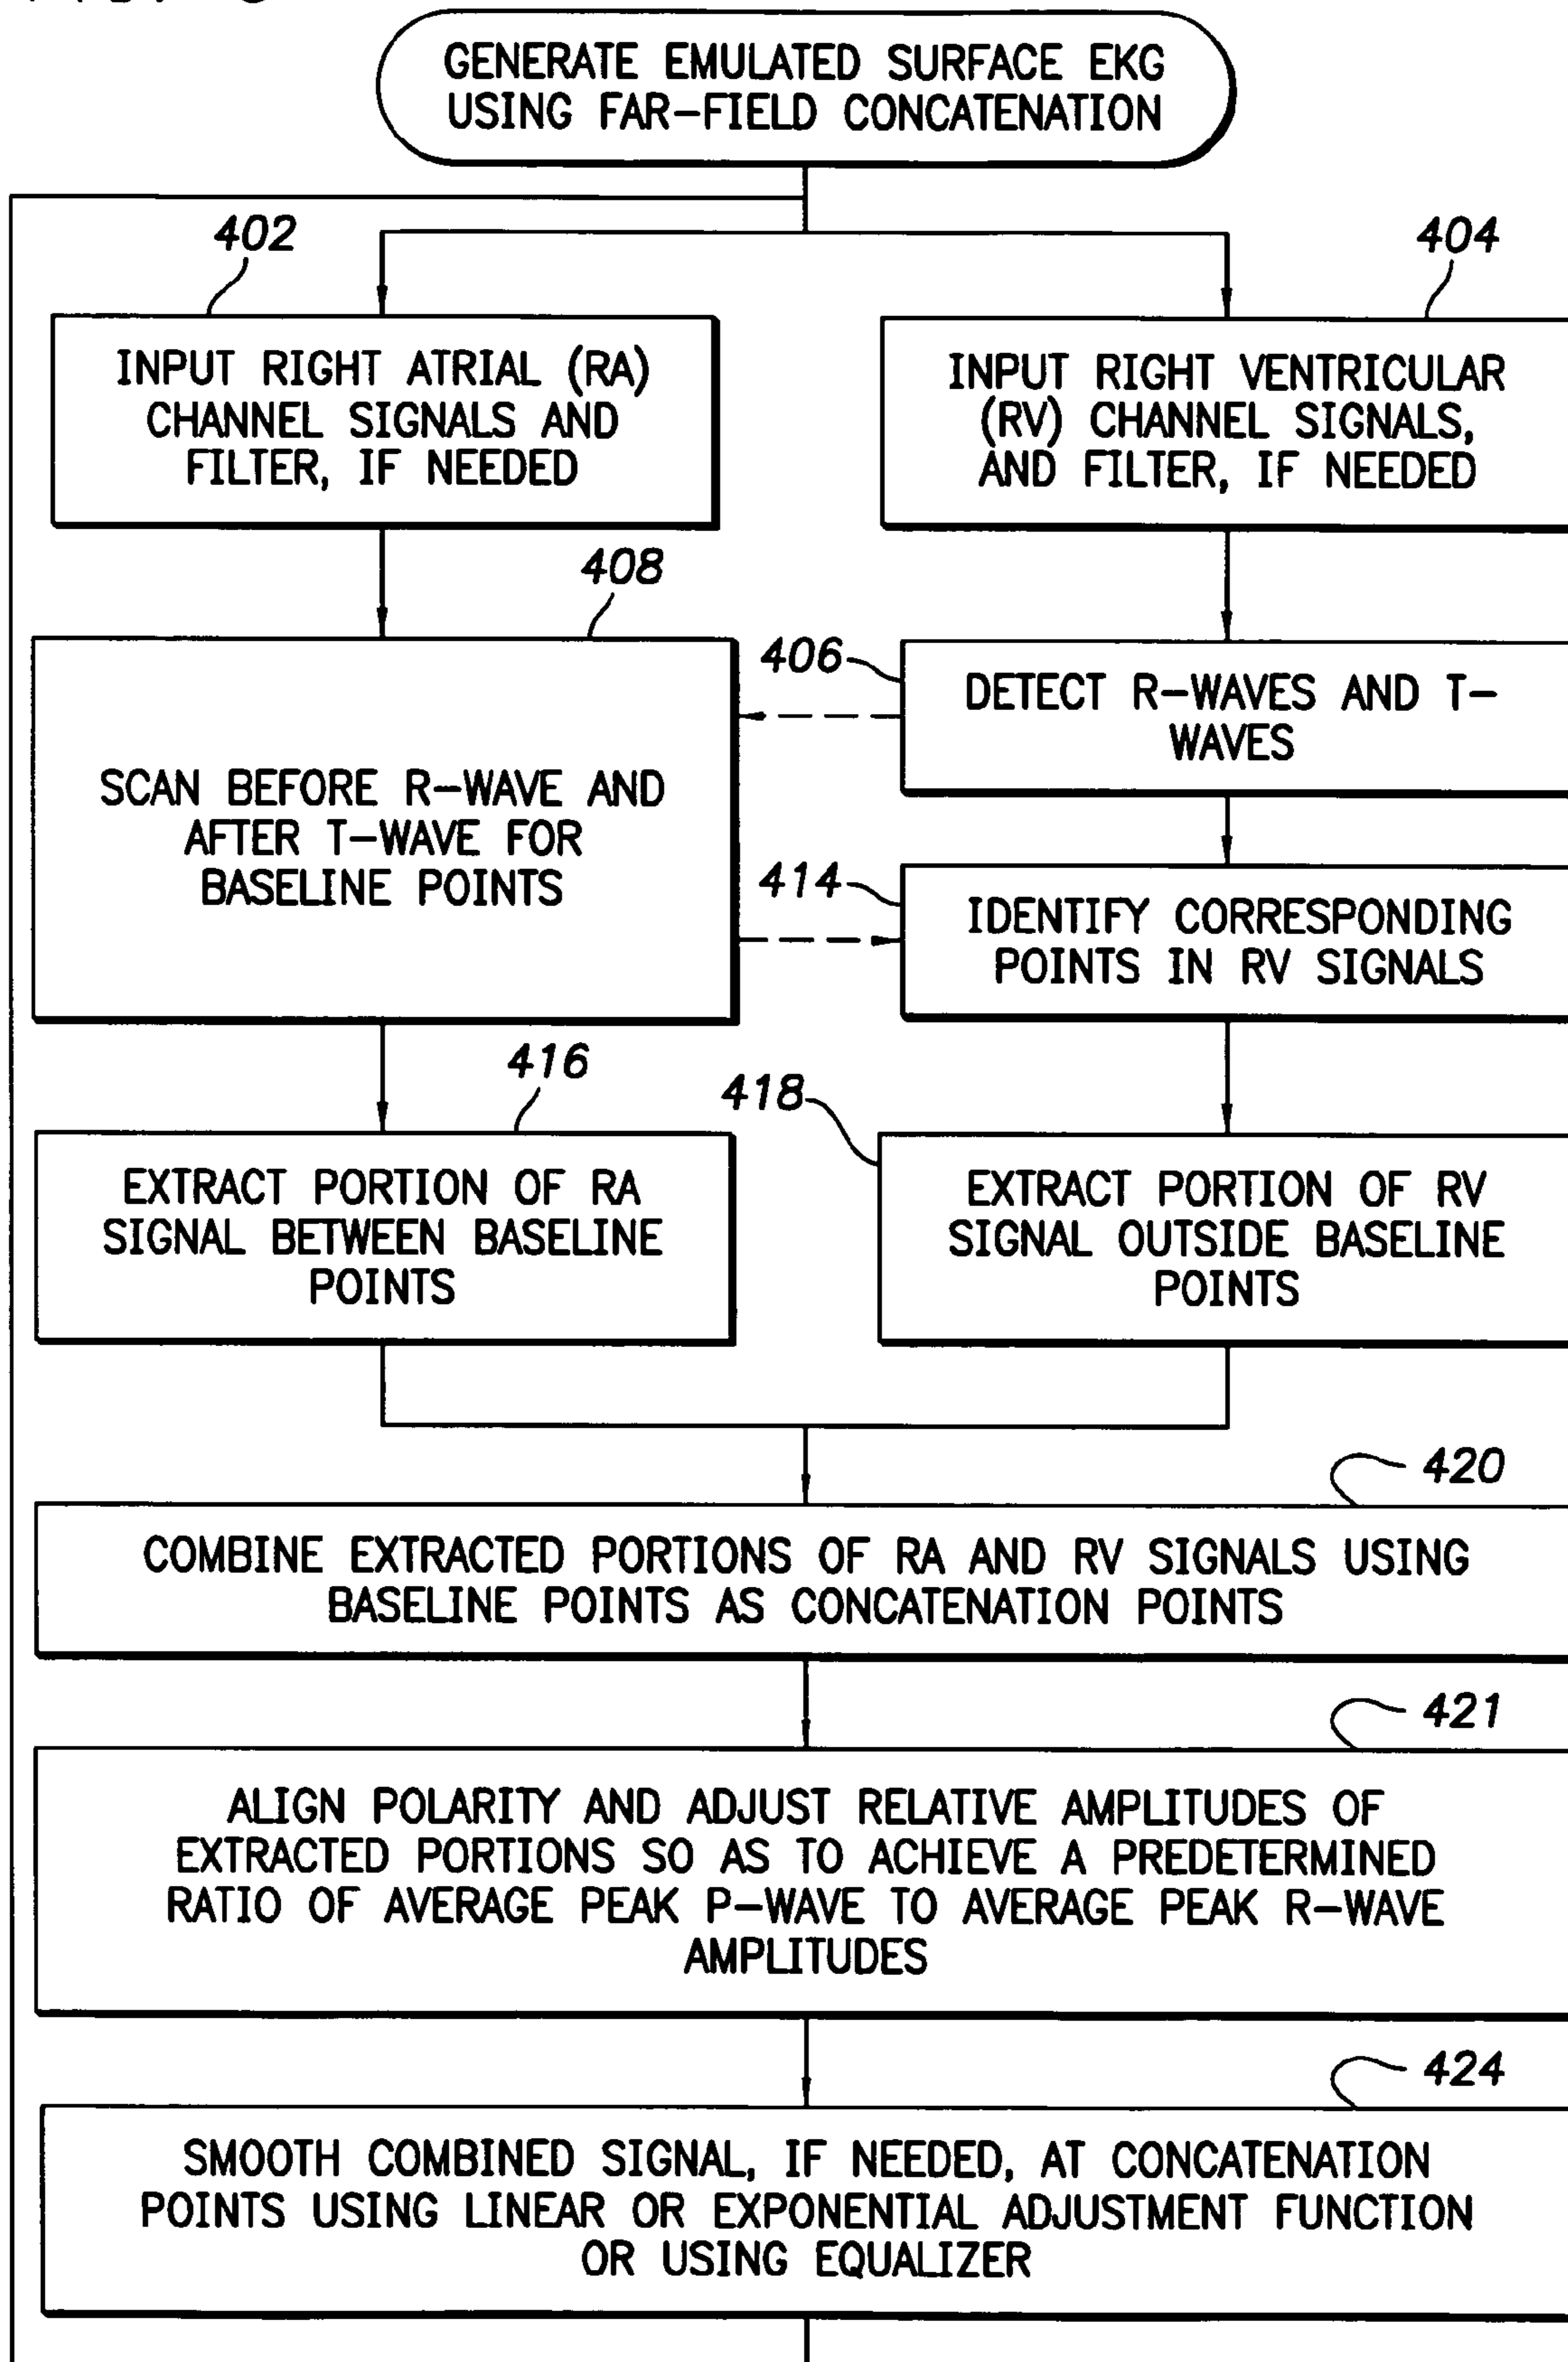 GENERATE EMULATED SURFACE EKG
USING FAR-FIELD CONCATENATION
402
404
INPUT RIGHT ATRIAL (RA)
CHANNEL SIGNALS AND
FILTER, IF NEEDED
INPUT RIGHT VENTRICULAR
(RV) CHANNEL SIGNALS,
AND FILTER, IF NEEDED
408
406
SCAN BEFORE R-WAVE AND
AFTER T-WAVE FOR
BASELINE POINTS
DETECT R-WAVES AND T-
WAVES
414
IDENTIFY CORRESPONDING
POINTS IN RV SIGNALS
416
418
EXTRACT PORTION OF RA
SIGNAL BETWEEN BASELINE
POINTS
EXTRACT PORTION OF RV
SIGNAL OUTSIDE BASELINE
POINTS
420
COMBINE EXTRACTED PORTIONS OF RA AND RV SIGNALS USING
BASELINE POINTS AS CONCATENATION POINTS
421
ALIGN POLARITY AND ADJUST RELATIVE AMPLITUDES OF
EXTRACTED PORTIONS SO AS TO ACHIEVE A PREDETERMINED
RATIO OF AVERAGE PEAK P-WAVE TO AVERAGE PEAK R-WAVE
AMPLITUDES
424
SMOOTH COMBINED SIGNAL, IF NEEDED, AT CONCATENATION
POINTS USING LINEAR OR EXPONENTIAL ADJUSTMENT FUNCTION
OR USING EQUALIZER